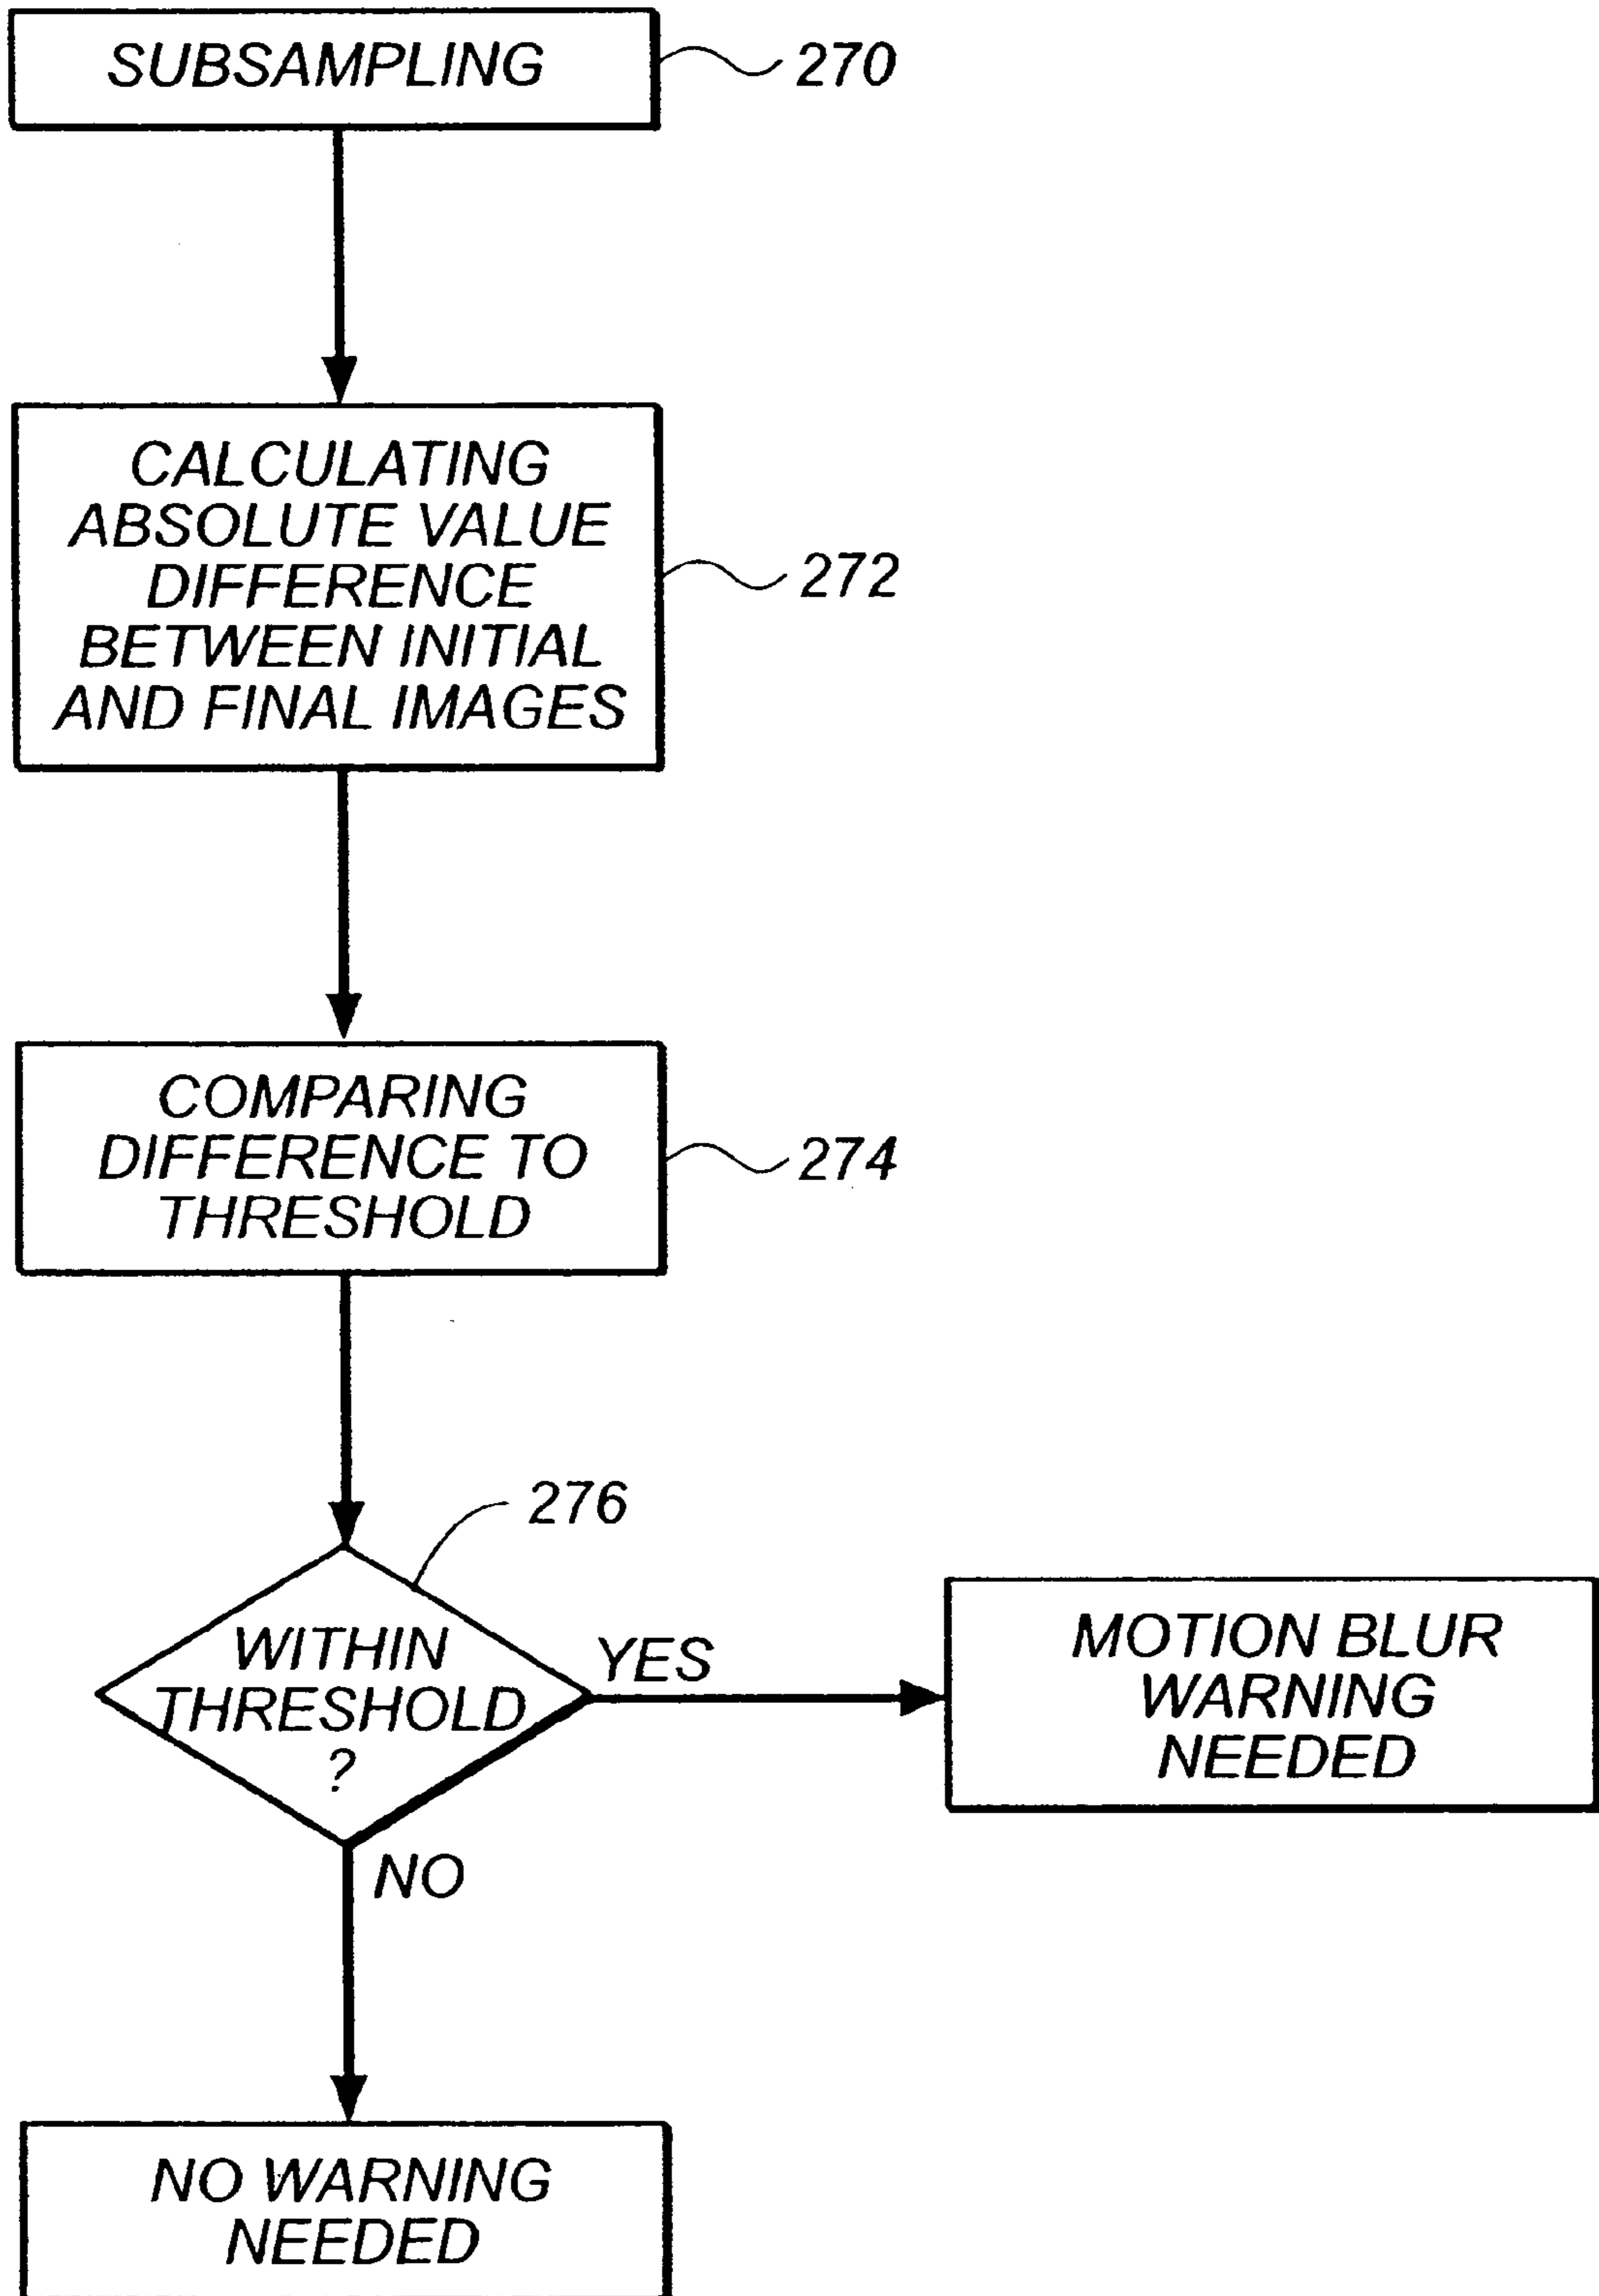 SUBSAMPLING
270
CALCULATING
ABSOLUTE VALUE
DIFFERENCE
BETWEEN INITIAL
AND FINAL IMAGES
272
COMPARING
DIFFERENCE TO
THRESHOLD
274
276
WITHIN
THRESHOLD
?
YES
MOTION BLUR
WARNING
NEEDED
NO
NO WARNING
NEEDED